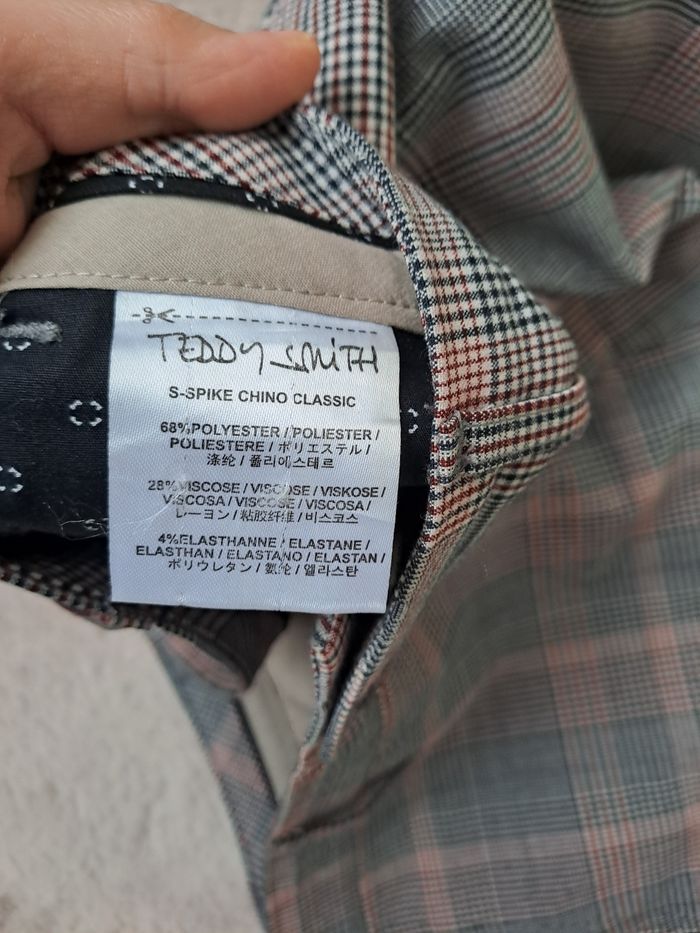 TEDDY SMITH
S-SPIKE CHINO CLASSIC
68%POLYESTER / POLIESTER /
POLIESTERE / ポリエステル /
涤纶 / 폴리에스테르
28%VISCOSE / VISCOSE / VISKOSE /
VISCOSA / VISCOSE / VISCOSA /
レーヨン / 粘胶纤维 / 비스코스
4%ELASTHANNE / ELASTANE /
ELASTHAN / ELASTANO / ELASTAN /
ポリウレタン / 氨纶 / 엘라스탄